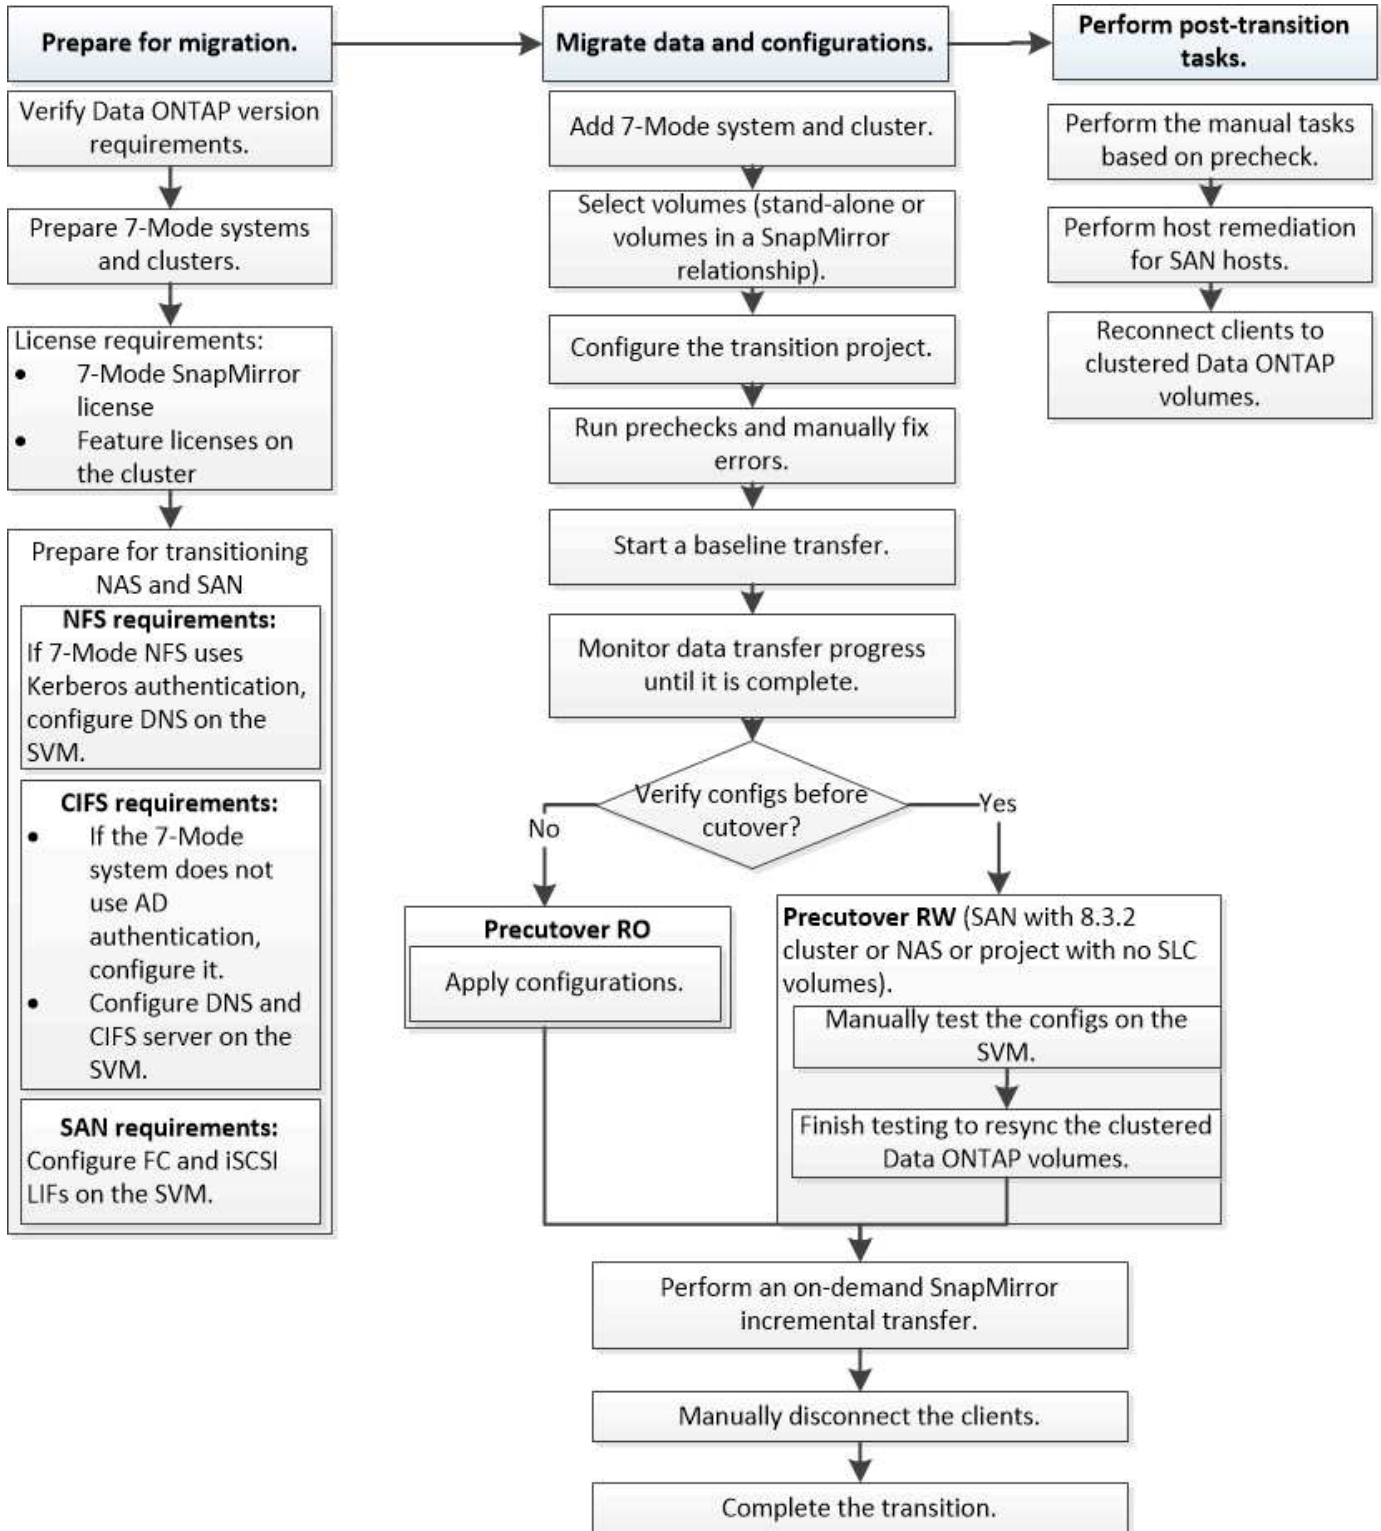 Prepare for migration.
Migrate data and configurations.
Perform post-transition
tasks.
Verify Data ONTAP version
requirements.
Prepare 7-Mode systems
and clusters.
License requirements:
• 7-Mode SnapMirror
license
• Feature licenses on
the cluster
Prepare for transitioning
NAS and SAN
NFS requirements:
If 7-Mode NFS uses
Kerberos authentication,
configure DNS on the
SVM.
CIFS requirements:
• If the 7-Mode
system does not
use AD
authentication,
configure it.
• Configure DNS and
CIFS server on the
SVM.
SAN requirements:
Configure FC and iSCSI
LIFs on the SVM.
Add 7-Mode system and cluster.
Select volumes (stand-alone or
volumes in a SnapMirror
relationship).
Configure the transition project.
Run prechecks and manually fix
errors.
Start a baseline transfer.
Monitor data transfer progress
until it is complete.
Verify configs before
cutover?
No
Yes
Precutover RO
Apply configurations.
Precutover RW (SAN with 8.3.2
cluster or NAS or project with no SLC
volumes).
Manually test the configs on the
SVM.
Finish testing to resync the clustered
Data ONTAP volumes.
Perform an on-demand SnapMirror
incremental transfer.
Manually disconnect the clients.
Complete the transition.
Perform the manual tasks
based on precheck.
Perform host remediation
for SAN hosts.
Reconnect clients to
clustered Data ONTAP
volumes.